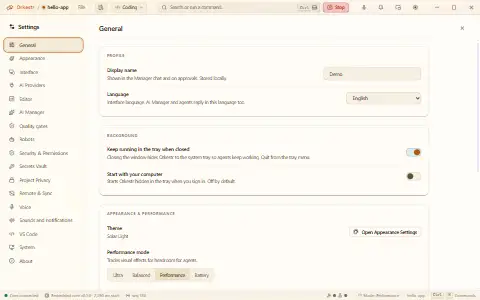 Orkestr / hello-app File Coding Search or run a command... Stop
Settings
General
Appearance
Interface
AI Providers
Editor
AI Manager
Quality gates
Robots
Security & Permissions
Secrets Vault
Project Privacy
Remote & Sync
Voice
Sounds and notifications
VS Code
System
About
General
PROFILE
Display name
Shown in the Manager chat and on approvals. Stored locally.
Demo
Language
Interface language. AI Manager and agents reply in this language too.
English
BACKGROUND
Keep running in the tray when closed
Closing the window hides Orkestr to the system tray so agents keep working. Quit from the tray menu.
Start with your computer
Starts Orkestr hidden in the tray when you sign in. Off by default.
APPEARANCE & PERFORMANCE
Theme
Solar Light
Open Appearance Settings
Performance mode
Trades visual effects for headroom for agents.
Ultra Balanced Performance Battery
hello-app Ctrl K Commands